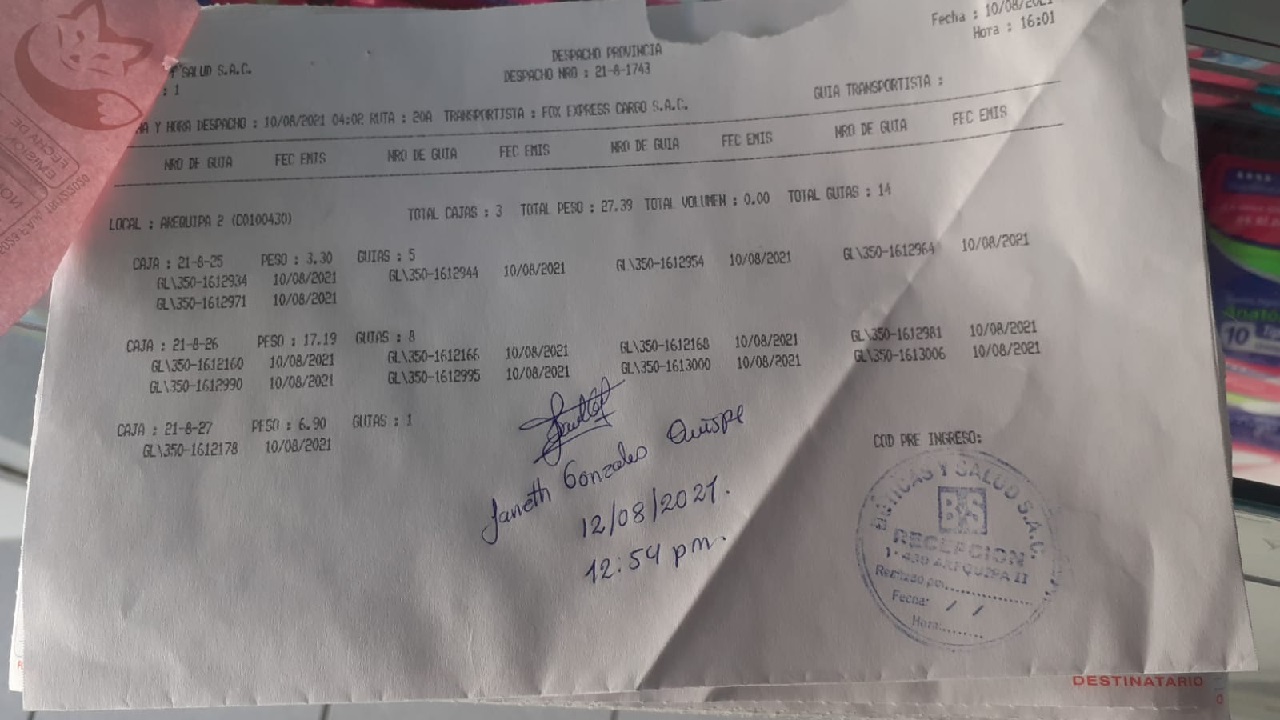 Fecha : 10/08/2021
Hora : 16:01
DESPACHO PROVINCIA
Y SALUD S.A.C.
DESPACHO NRO : 21-8-1743
: 1
GUIA TRANSPORTISTA :
Y HORA DESPACHO : 10/08/2021 04:02 RUTA : 20A TRANSPORTISTA : FOX EXPRESS CARGO S.A.C.
NRO DE GUIA FEC EMIS NRO DE GUIA FEC EMIS NRO DE GUIA FEC EMIS NRO DE GUIA FEC EMIS
LOCAL : AREQUIPA 2 (C0100430) TOTAL CAJAS : 3 TOTAL PESO : 27.39 TOTAL VOLUMEN : 0.00 TOTAL GUIAS : 14
CAJA : 21-8-25 PESO : 3.30 GUIAS : 5
GL\350-1612934 10/08/2021 GL\350-1612944 10/08/2021 GL\350-1612954 10/08/2021 GL\350-1612964 10/08/2021
GL\350-1612971 10/08/2021
CAJA : 21-8-26 PESO : 17.19 GUIAS : 8
GL\350-1612160 10/08/2021 GL\350-1612166 10/08/2021 GL\350-1612168 10/08/2021 GL\350-1612981 10/08/2021
GL\350-1612990 10/08/2021 GL\350-1612995 10/08/2021 GL\350-1613000 10/08/2021 GL\350-1613006 10/08/2021
CAJA : 21-8-27 PESO : 6.90 GUIAS : 1
GL\350-1612178 10/08/2021
Janeth Gonzales Quispe
12/08/2021.
12:54 pm.
COD PRE INGRESO:
BOTICAS Y SALUD S.A.C.
BS
RECEPCION
1-430 AREQUIPA II
Recibido por:
Fecha: / /
Hora:
DESTINATARIO
10